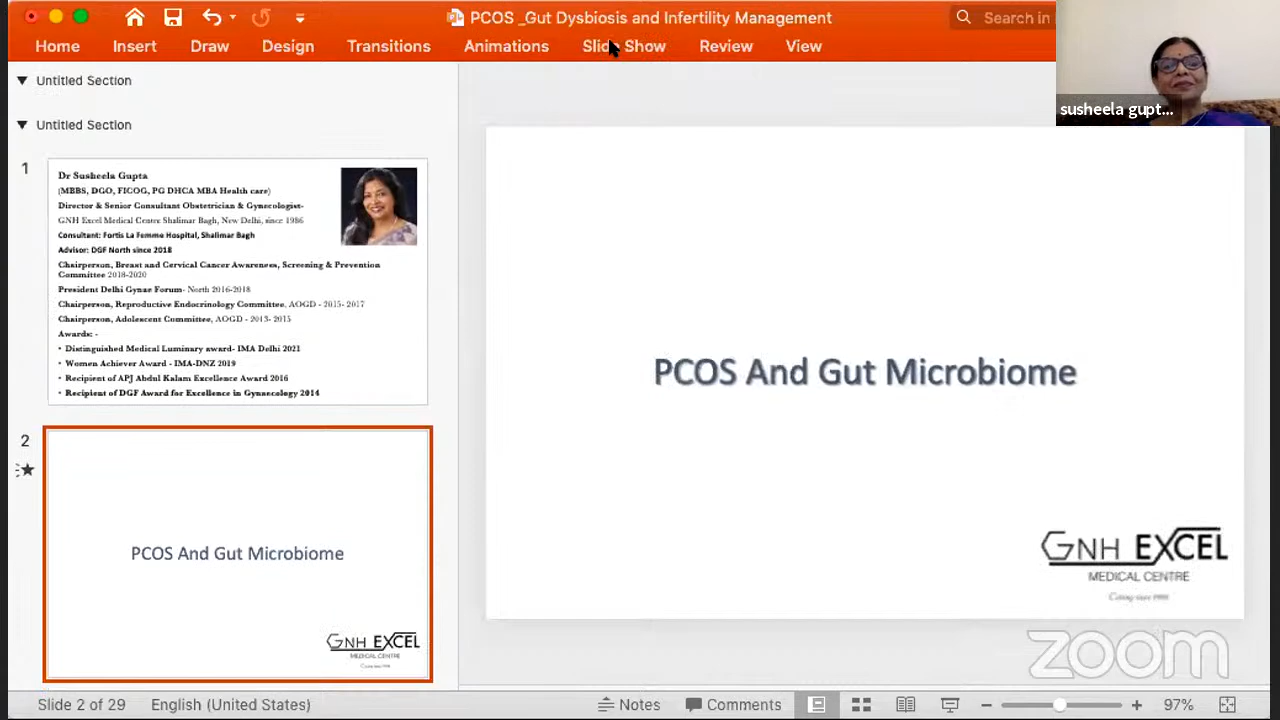 PCOS _Gut Dysbiosis and Infertility Management
Search in
Home Insert Draw Design Transitions Animations Slide Show Review View
susheela gupt...
Untitled Section
Untitled Section
1
Dr Susheela Gupta
(MBBS, DGO, FICOG, PG DHCA MBA Health care)
Director & Senior Consultant Obstetrician & Gynecologist-
GNH Excel Medical Centre Shalimar Bagh, New Delhi, since 1986
Consultant: Fortis La Femme Hospital, Shalimar Bagh
Advisor: DGF North since 2018
Chairperson, Breast and Cervical Cancer Awareness, Screening & Prevention
Committee 2018-2020
President Delhi Gynae Forum- North 2016-2018
Chairperson, Reproductive Endocrinology Committee, AOGD - 2015- 2017
Chairperson, Adolescent Committee, AOGD - 2013- 2015
Awards: -
• Distinguished Medical Luminary award- IMA Delhi 2021
• Women Achiever Award - IMA-DNZ 2019
• Recipient of APJ Abdul Kalam Excellence Award 2016
• Recipient of DGF Award for Excellence in Gynaecology 2014
2
PCOS And Gut Microbiome
GNH EXCEL
MEDICAL CENTRE
PCOS And Gut Microbiome
GNH EXCEL
MEDICAL CENTRE
zoom
Slide 2 of 29 English (United States) Notes Comments 97%